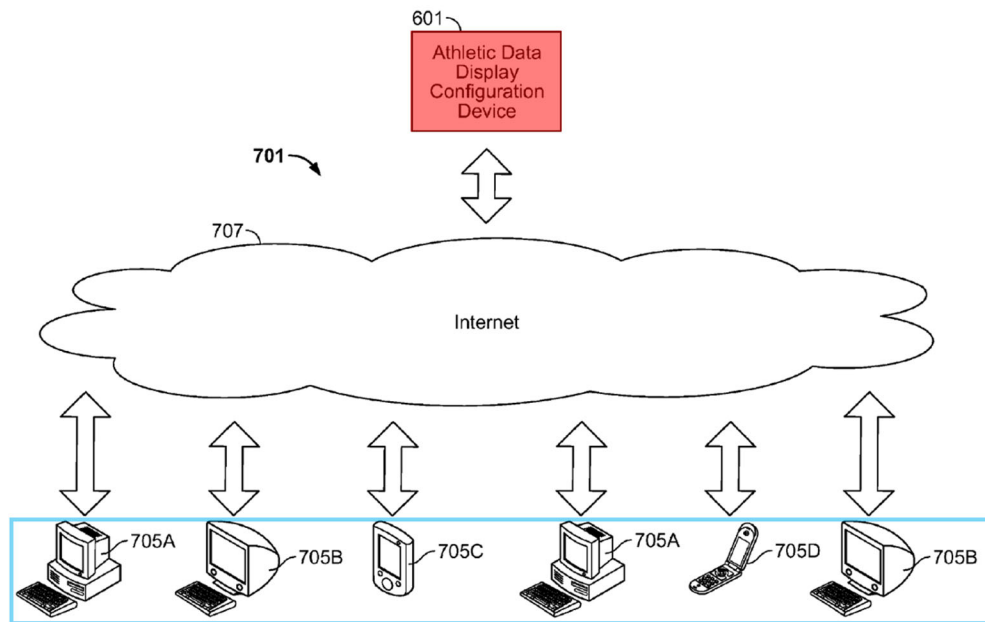 601
Athletic Data
Display
Configuration
Device
701
707
Internet
705A
705B
705C
705A
705D
705B